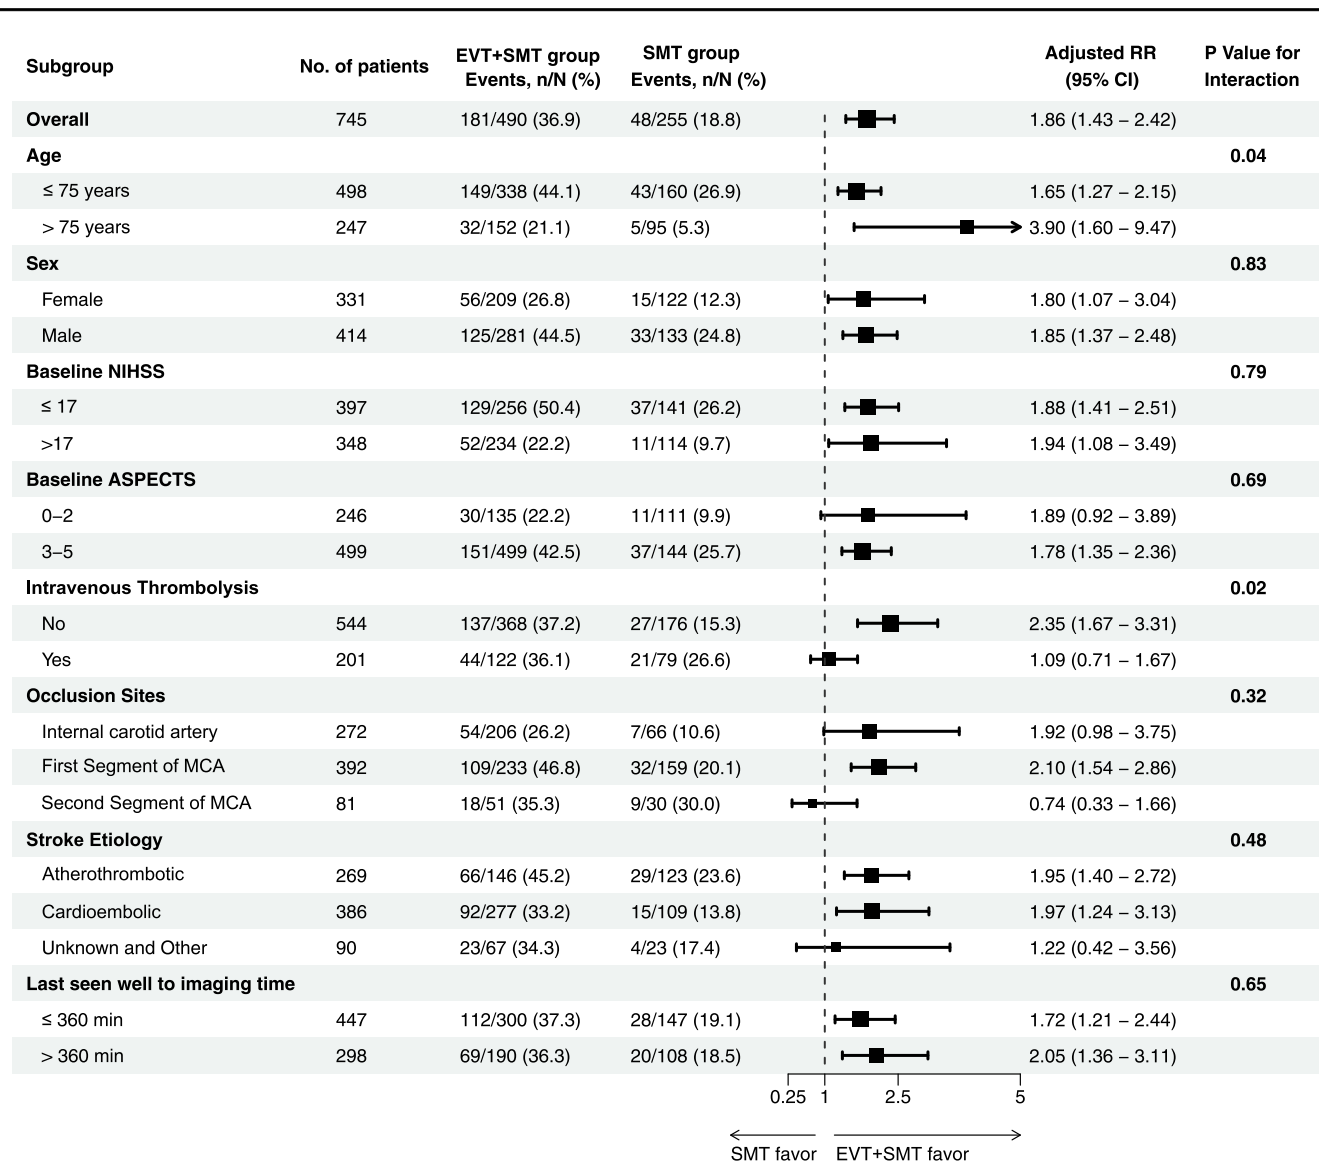 Subgroup No. of patients EVT+SMT group Events, n/N (%) SMT group Events, n/N (%) Adjusted RR (95% CI) P Value for Interaction
Overall 745 181/490 (36.9) 48/255 (18.8) 1.86 (1.43 − 2.42)
Age 0.04
≤ 75 years 498 149/338 (44.1) 43/160 (26.9) 1.65 (1.27 − 2.15)
> 75 years 247 32/152 (21.1) 5/95 (5.3) 3.90 (1.60 − 9.47)
Sex 0.83
Female 331 56/209 (26.8) 15/122 (12.3) 1.80 (1.07 − 3.04)
Male 414 125/281 (44.5) 33/133 (24.8) 1.85 (1.37 − 2.48)
Baseline NIHSS 0.79
≤ 17 397 129/256 (50.4) 37/141 (26.2) 1.88 (1.41 − 2.51)
>17 348 52/234 (22.2) 11/114 (9.7) 1.94 (1.08 − 3.49)
Baseline ASPECTS 0.69
0−2 246 30/135 (22.2) 11/111 (9.9) 1.89 (0.92 − 3.89)
3−5 499 151/499 (42.5) 37/144 (25.7) 1.78 (1.35 − 2.36)
Intravenous Thrombolysis 0.02
No 544 137/368 (37.2) 27/176 (15.3) 2.35 (1.67 − 3.31)
Yes 201 44/122 (36.1) 21/79 (26.6) 1.09 (0.71 − 1.67)
Occlusion Sites 0.32
Internal carotid artery 272 54/206 (26.2) 7/66 (10.6) 1.92 (0.98 − 3.75)
First Segment of MCA 392 109/233 (46.8) 32/159 (20.1) 2.10 (1.54 − 2.86)
Second Segment of MCA 81 18/51 (35.3) 9/30 (30.0) 0.74 (0.33 − 1.66)
Stroke Etiology 0.48
Atherothrombotic 269 66/146 (45.2) 29/123 (23.6) 1.95 (1.40 − 2.72)
Cardioembolic 386 92/277 (33.2) 15/109 (13.8) 1.97 (1.24 − 3.13)
Unknown and Other 90 23/67 (34.3) 4/23 (17.4) 1.22 (0.42 − 3.56)
Last seen well to imaging time 0.65
≤ 360 min 447 112/300 (37.3) 28/147 (19.1) 1.72 (1.21 − 2.44)
> 360 min 298 69/190 (36.3) 20/108 (18.5) 2.05 (1.36 − 3.11)
0.25 1 2.5 5
SMT favor EVT+SMT favor